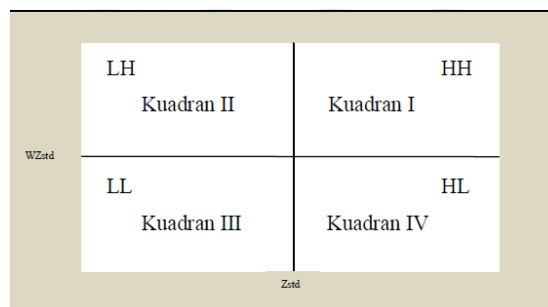 LH HH
Kuadran II Kuadran I
WZstd
LL HL
Kuadran III Kuadran IV
Zstd